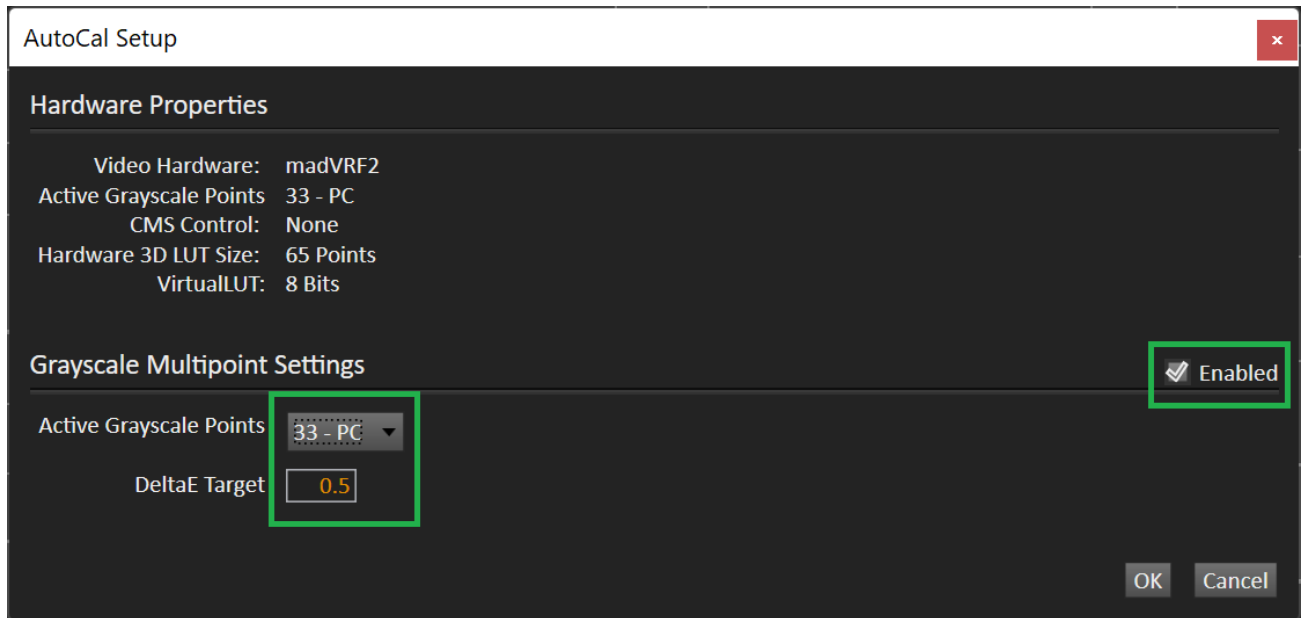 AutoCal Setup
×
Hardware Properties
Video Hardware: madVRF2
Active Grayscale Points 33 - PC
CMS Control: None
Hardware 3D LUT Size: 65 Points
VirtualLUT: 8 Bits
Grayscale Multipoint Settings
Enabled
Active Grayscale Points 33 - PC
DeltaE Target 0.5
OK Cancel